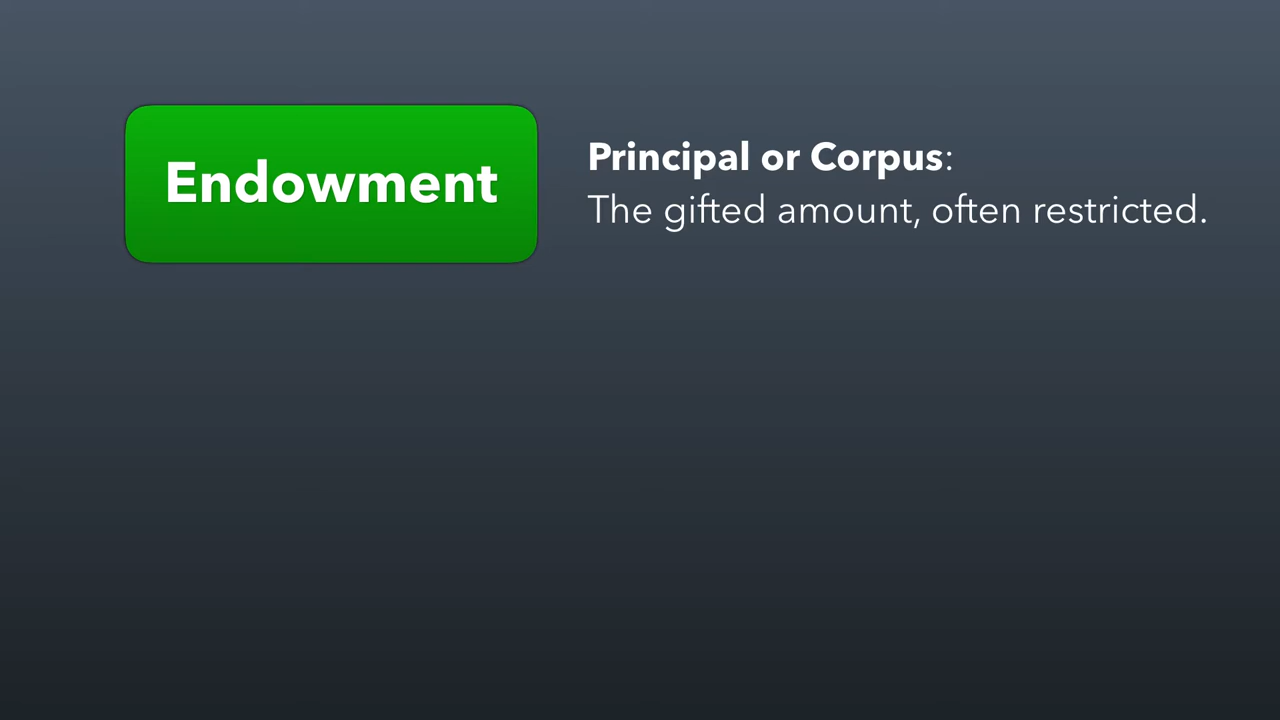 Endowment
Principal or Corpus:
The gifted amount, often restricted.